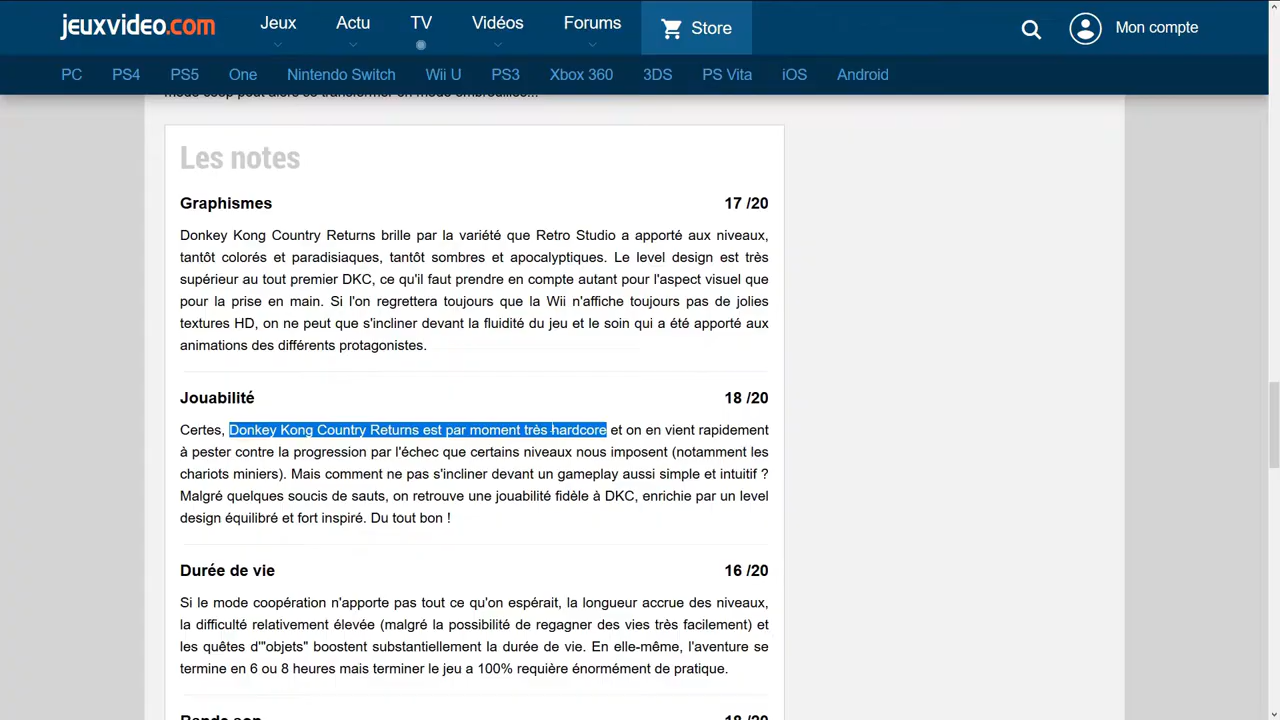 jeuxvideo.com
Jeux
Actu
TV
Vidéos
Forums
Store
Mon compte
PC
PS4
PS5
One
Nintendo Switch
Wii U
PS3
Xbox 360
3DS
PS Vita
iOS
Android
Les notes
Graphismes 17 /20
Donkey Kong Country Returns brille par la variété que Retro Studio a apporté aux niveaux,
tantôt colorés et paradisiaques, tantôt sombres et apocalyptiques. Le level design est très
supérieur au tout premier DKC, ce qu'il faut prendre en compte autant pour l'aspect visuel que
pour la prise en main. Si l'on regrettera toujours que la Wii n'affiche toujours pas de jolies
textures HD, on ne peut que s'incliner devant la fluidité du jeu et le soin qui a été apporté aux
animations des différents protagonistes.
Jouabilité 18 /20
Certes, Donkey Kong Country Returns est par moment très hardcore et on en vient rapidement
à pester contre la progression par l'échec que certains niveaux nous imposent (notamment les
chariots miniers). Mais comment ne pas s'incliner devant un gameplay aussi simple et intuitif ?
Malgré quelques soucis de sauts, on retrouve une jouabilité fidèle à DKC, enrichie par un level
design équilibré et fort inspiré. Du tout bon !
Durée de vie 16 /20
Si le mode coopération n'apporte pas tout ce qu'on espérait, la longueur accrue des niveaux,
la difficulté relativement élevée (malgré la possibilité de regagner des vies très facilement) et
les quêtes d'"objets" boostent substantiellement la durée de vie. En elle-même, l'aventure se
termine en 6 ou 8 heures mais terminer le jeu a 100% requière énormément de pratique.